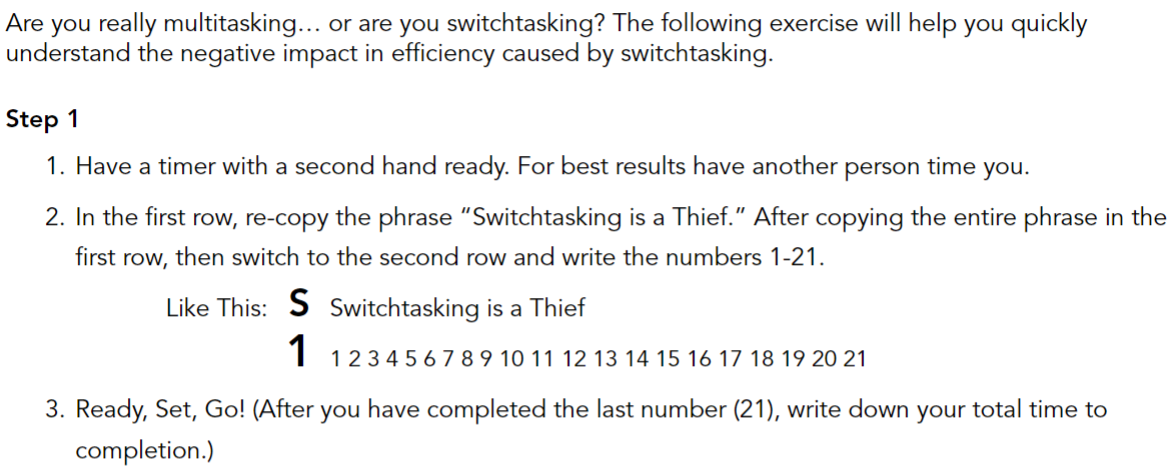 Are you really multitasking... or are you switchtasking? The following exercise will help you quickly
understand the negative impact in efficiency caused by switchtasking.
Step 1
1. Have a timer with a second hand ready. For best results have another person time you.
2. In the first row, re-copy the phrase “Switchtasking is a Thief.” After copying the entire phrase in the
first row, then switch to the second row and write the numbers 1-21.
Like This: S Switchtasking is a Thief
1 1 2 3 4 5 6 7 8 9 10 11 12 13 14 15 16 17 18 19 20 21
3. Ready, Set, Go! (After you have completed the last number (21), write down your total time to
completion.)